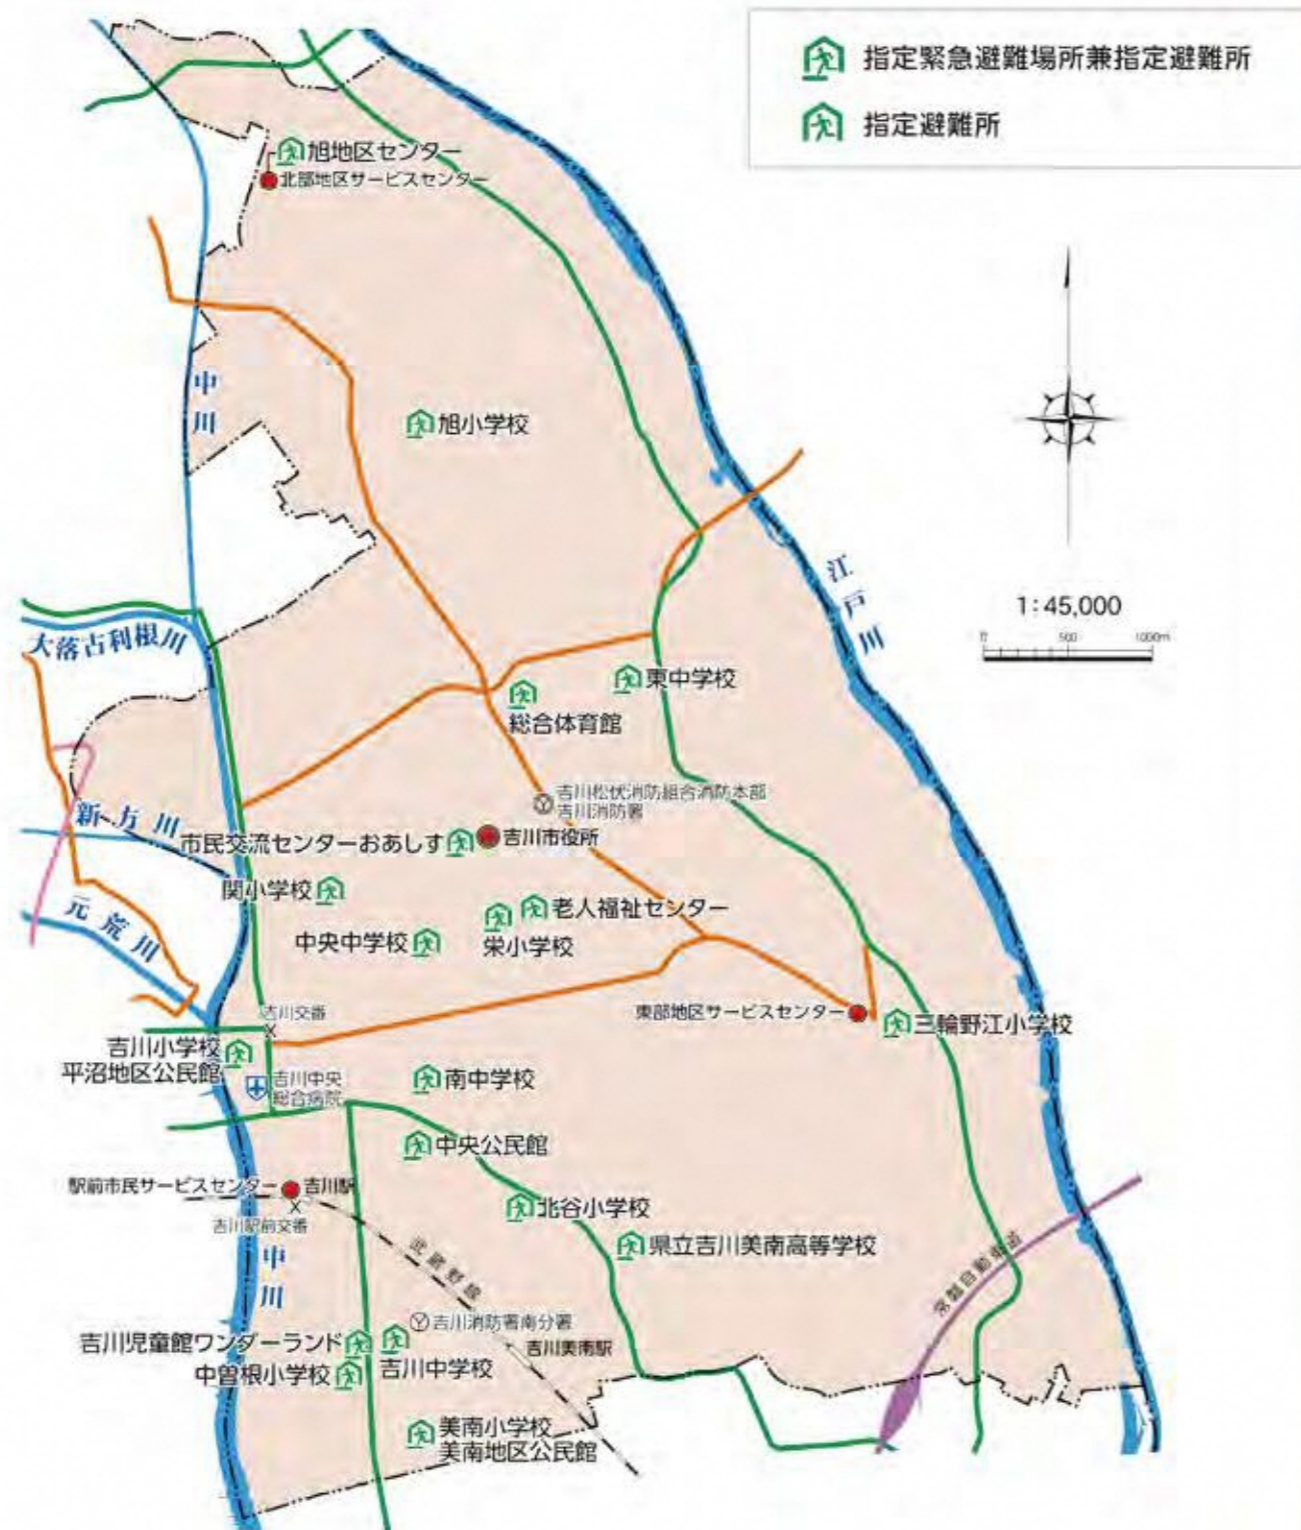 指定緊急避難場所兼指定避難所
指定避難所
旭地区センター
北部地区サービスセンター
中川
旭小学校
江戸川
1:45,000
0 500 1000m
大落古利根川
東中学校
総合体育館
吉川松伏消防組合消防本部
吉川消防署
新方川
市民交流センターおあしす
吉川市役所
関小学校
元荒川
老人福祉センター
中央中学校
栄小学校
吉川交番
東部地区サービスセンター
三輪野江小学校
吉川小学校
平沼地区公民館
吉川中央
総合病院
南中学校
中央公民館
駅前市民サービスセンター
吉川駅
吉川駅前交番
北谷小学校
県立吉川美南高等学校
中川
武蔵野線
常磐自動車道
吉川消防署南分署
吉川児童館ワンダーランド
吉川美南駅
中曽根小学校
吉川中学校
美南小学校
美南地区公民館